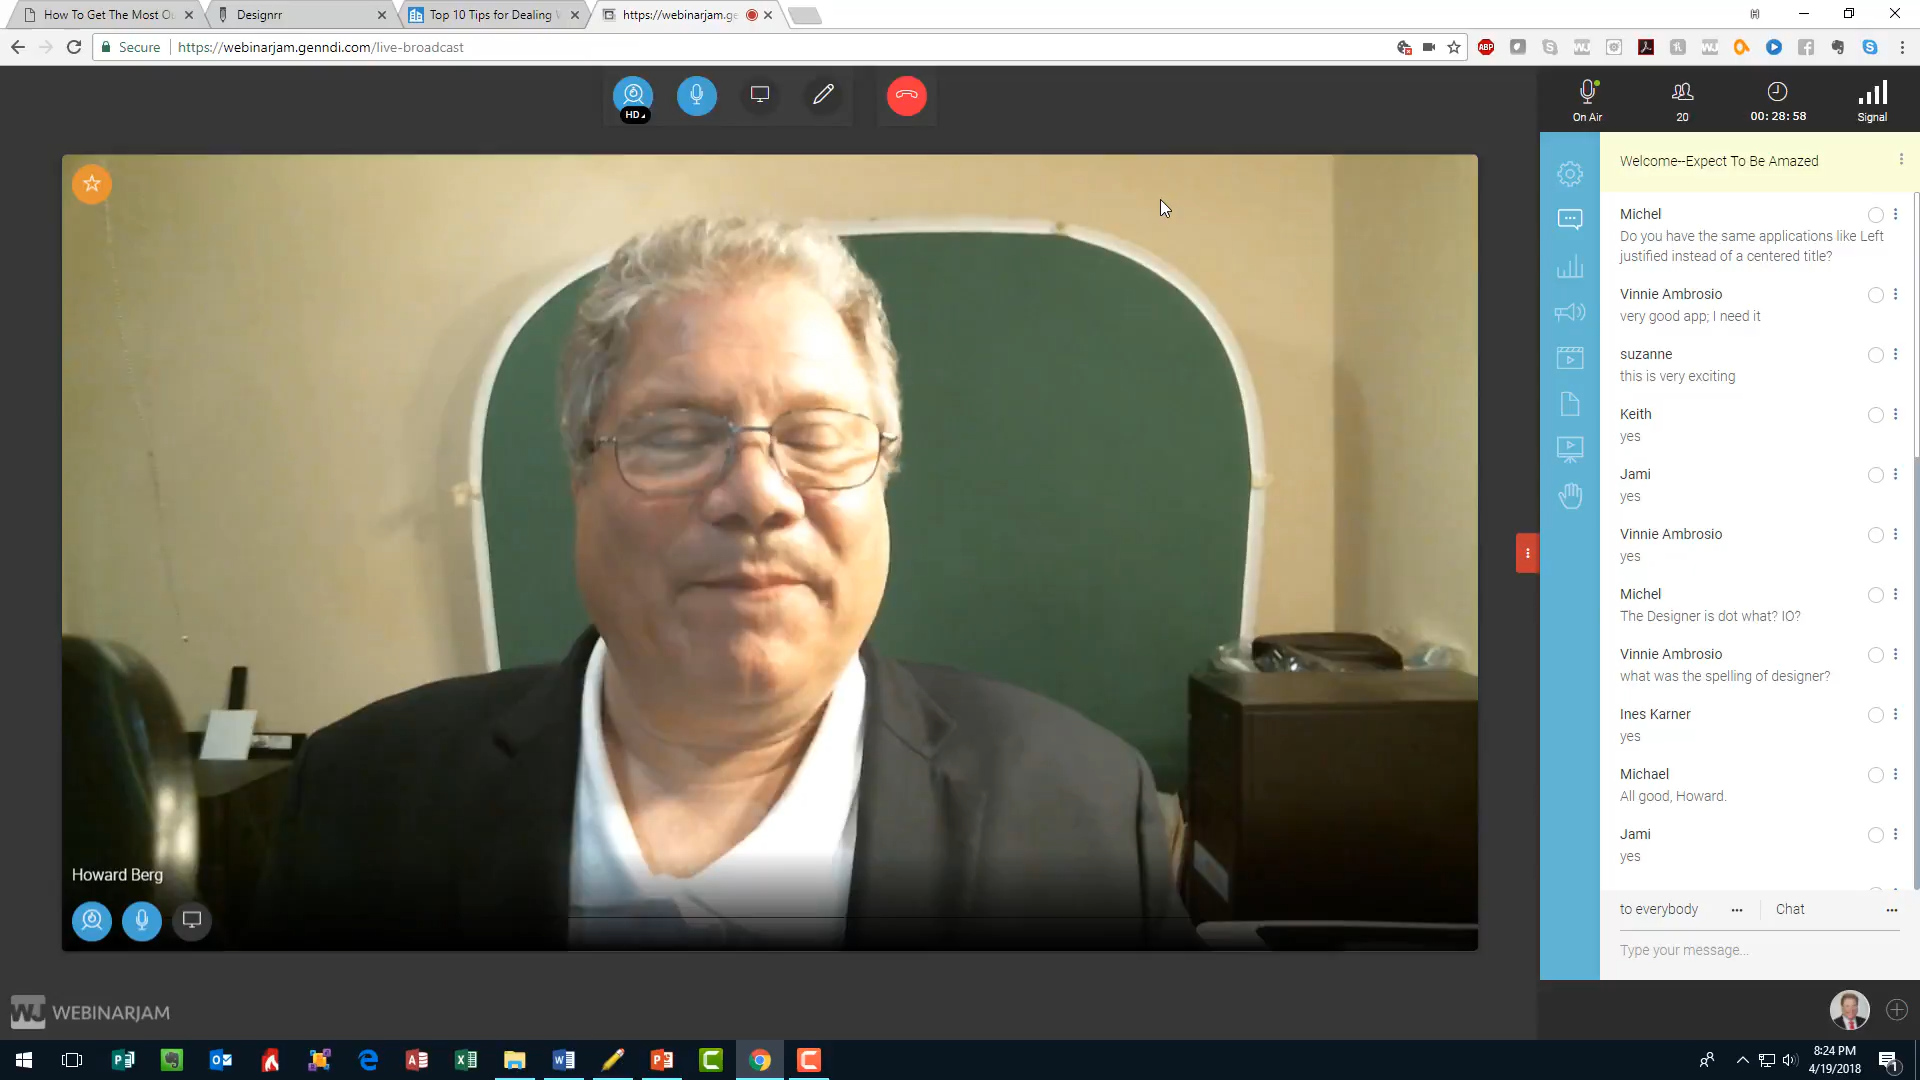 How To Get The Most O
Designrr
Top 10 Tips for Dealing
https://webinarjam.ge
Secure
https://webinarjam.genndi.com/live-broadcast
HD
On Air
20
00:28:58
Signal
Welcome--Expect To Be Amazed
Michel
Do you have the same applications like Left
justified instead of a centered title?
Vinnie Ambrosio
very good app; I need it
suzanne
this is very exciting
Keith
yes
Jami
yes
Vinnie Ambrosio
yes
Michel
The Designer is dot what? IO?
Vinnie Ambrosio
what was the spelling of designer?
Ines Karner
yes
Michael
All good, Howard.
Jami
yes
Howard Berg
to everybody
Chat
Type your message...
WJ WEBINARJAM
8:24 PM
4/19/2018